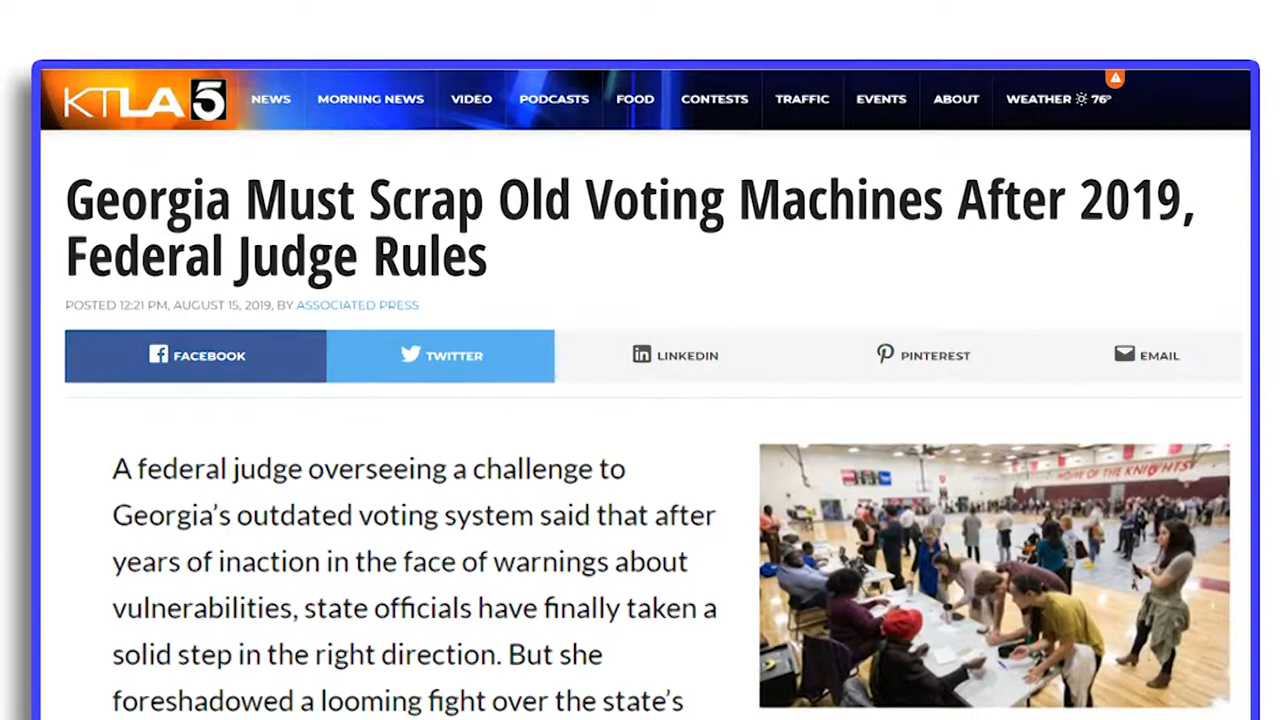 KTLA 5 NEWS MORNING NEWS VIDEO PODCASTS FOOD CONTESTS TRAFFIC EVENTS ABOUT WEATHER 76°
Georgia Must Scrap Old Voting Machines After 2019,
Federal Judge Rules
POSTED 12:21 PM, AUGUST 15, 2019, BY ASSOCIATED PRESS
FACEBOOK TWITTER LINKEDIN PINTEREST EMAIL
A federal judge overseeing a challenge to
Georgia's outdated voting system said that after
years of inaction in the face of warnings about
vulnerabilities, state officials have finally taken a
solid step in the right direction. But she
foreshadowed a looming fight over the state's
HOME OF THE KNIGHTS